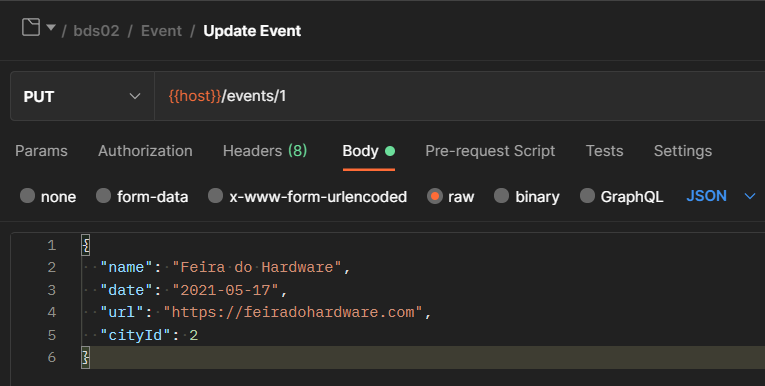 / bds02 / Event / Update Event
PUT {{host}}/events/1
Params Authorization Headers (8) Body Pre-request Script Tests Settings
none form-data x-www-form-urlencoded raw binary GraphQL JSON
1 {
2 "name": "Feira do Hardware",
3 "date": "2021-05-17",
4 "url": "https://feiradohardware.com",
5 "cityId": 2
6 }